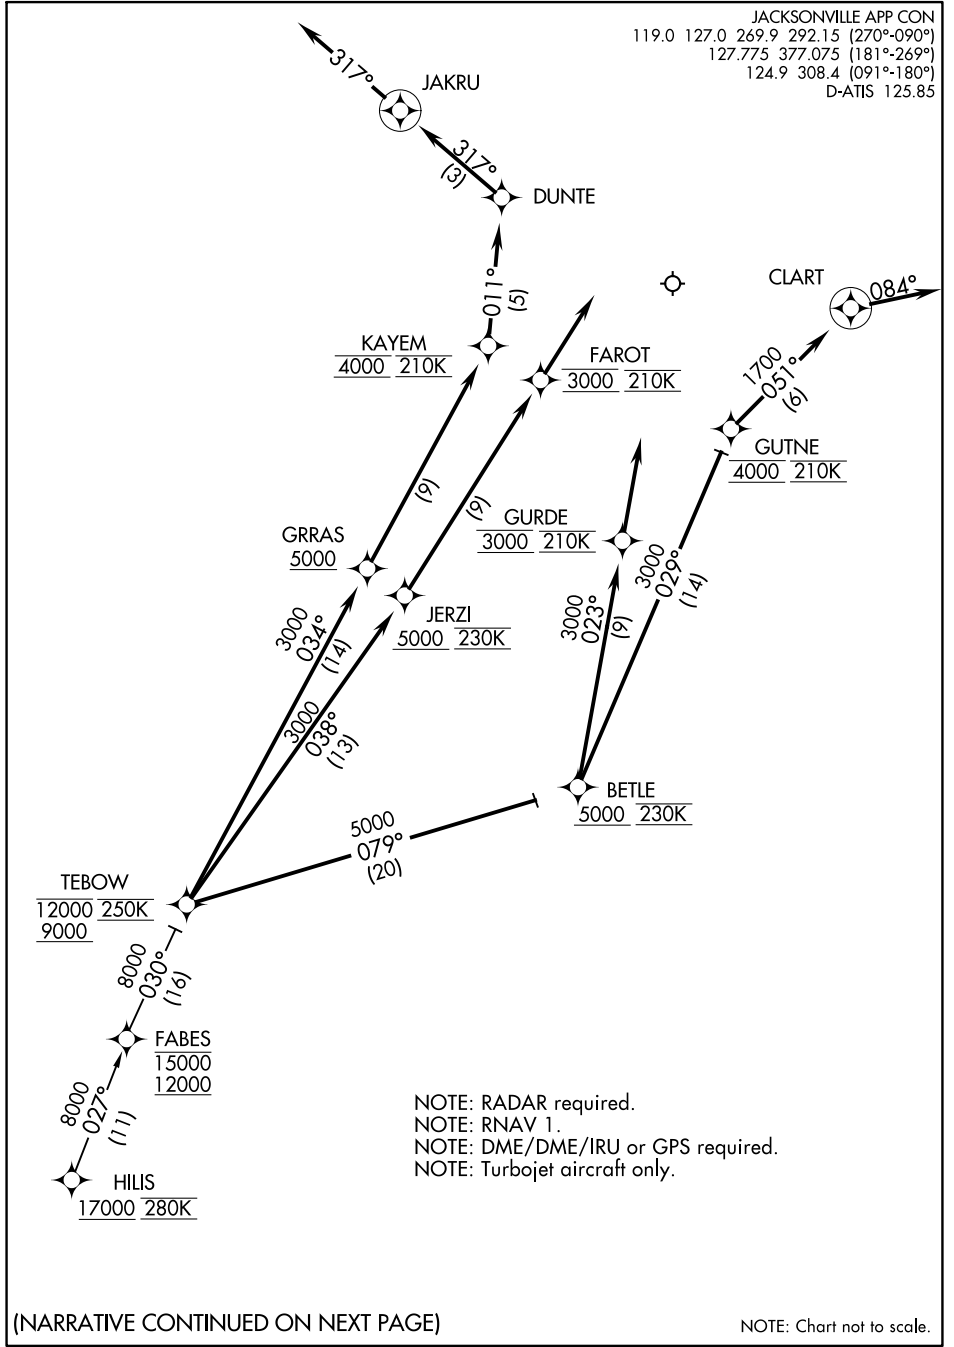 JACKSONVILLE APP CON
119.0 127.0 269.9 292.15 (270°-090°)
127.775 377.075 (181°-269°)
124.9 308.4 (091°-180°)
D-ATIS 125.85
317°
JAKRU
317°
(3)
DUNTE
CLART
084°
011°
(5)
KAYEM
4000 210K
FAROT
3000 210K
1700
051°
(6)
GUTNE
4000 210K
(9)
(9)
GURDE
3000 210K
GRRAS
5000
3000
029°
(14)
JERZI
5000 230K
3000
023°
(9)
3000
034°
(14)
3000
038°
(13)
BETLE
5000 230K
5000
079°
(20)
TEBOW
12000 250K
9000
8000
030°
(16)
FABES
15000
12000
8000
027°
(11)
HILIS
17000 280K
NOTE: RADAR required.
NOTE: RNAV 1.
NOTE: DME/DME/IRU or GPS required.
NOTE: Turbojet aircraft only.
(NARRATIVE CONTINUED ON NEXT PAGE)
NOTE: Chart not to scale.